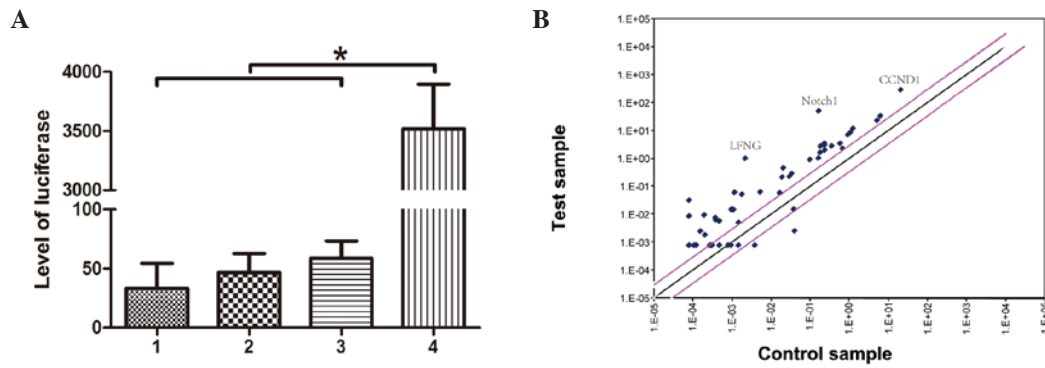 A
*
4000
3500
3000
100
50
0
Level of luciferase
1 2 3 4
B
1.E+05
1.E+04
1.E+03
1.E+02
1.E+01
1.E+00
1.E-01
1.E-02
1.E-03
1.E-04
1.E-05
Test sample
CCND1
Notch1
LFNG
1.E-05 1.E-04 1.E-03 1.E-02 1.E-01 1.E+00 1.E+01 1.E+02 1.E+03 1.E+04
Control sample